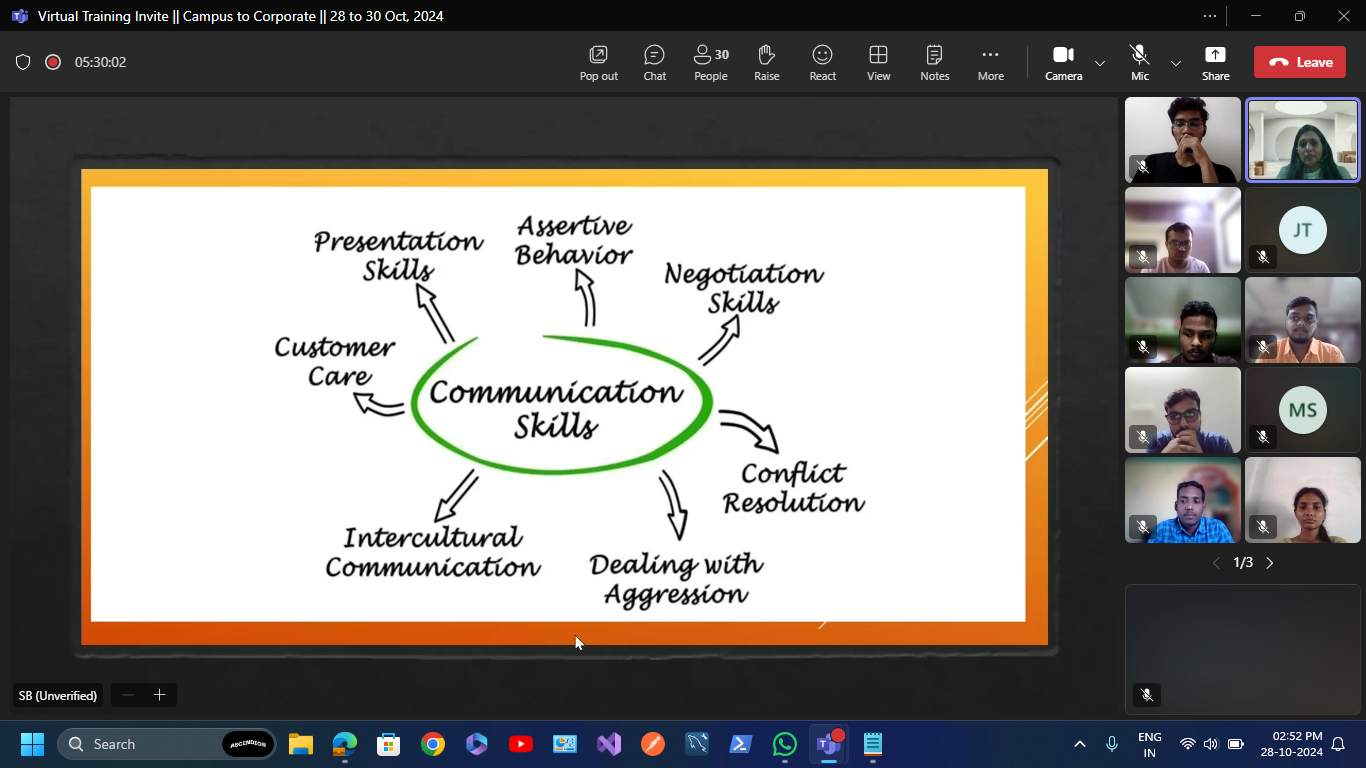 Virtual Training Invite || Campus to Corporate || 28 to 30 Oct, 2024
05:30:02
Pop out
Chat
30
People
Raise
React
View
Notes
More
Camera
Mic
Share
Leave
Presentation
Skills
Assertive
Behavior
Negotiation
Skills
Customer
Care
Communication
Skills
Conflict
Resolution
Intercultural
Communication
Dealing with
Aggression
JT
MS
1/3
SB (Unverified)
Search
ASCENSION
ENG
IN
02:52 PM
28-10-2024